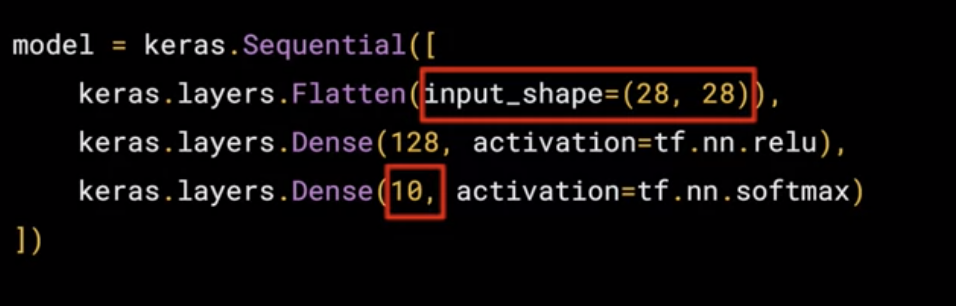 model = keras.Sequential([
    keras.layers.Flatten(input_shape=(28, 28)),
    keras.layers.Dense(128, activation=tf.nn.relu),
    keras.layers.Dense(10, activation=tf.nn.softmax)
])